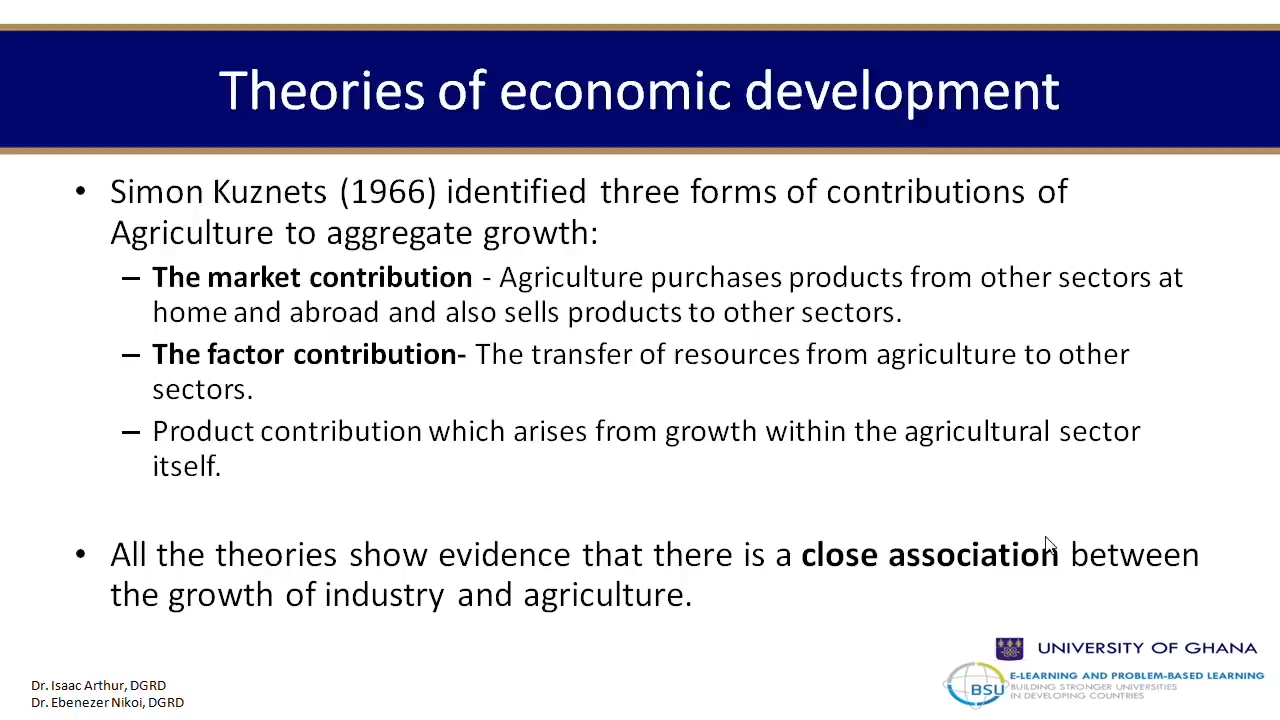 Theories of economic development
• Simon Kuznets (1966) identified three forms of contributions of
Agriculture to aggregate growth:
– The market contribution - Agriculture purchases products from other sectors at
home and abroad and also sells products to other sectors.
– The factor contribution- The transfer of resources from agriculture to other
sectors.
– Product contribution which arises from growth within the agricultural sector
itself.
• All the theories show evidence that there is a close association between
the growth of industry and agriculture.
Dr. Isaac Arthur, DGRD
Dr. Ebenezer Nikoi, DGRD
UNIVERSITY OF GHANA
BSU
E-LEARNING AND PROBLEM-BASED LEARNING
BUILDING STRONGER UNIVERSITIES
IN DEVELOPING COUNTRIES